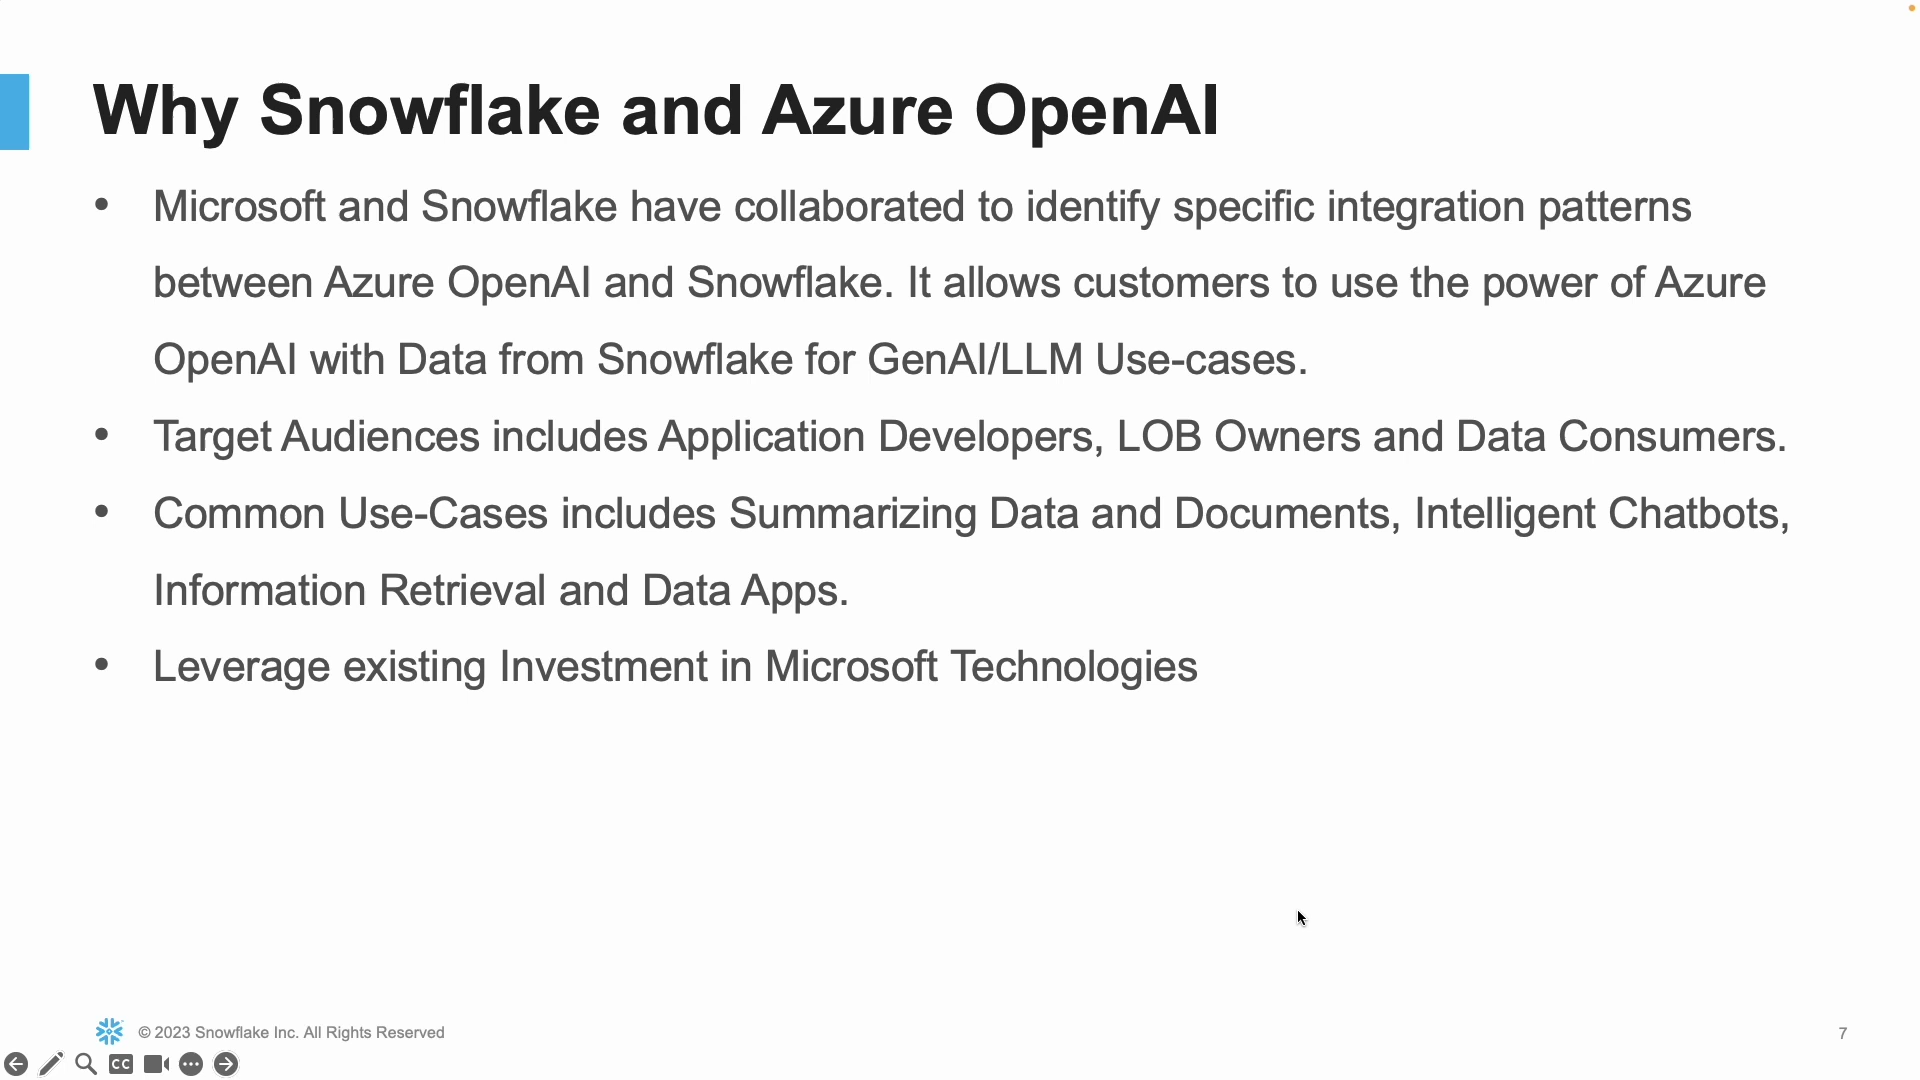 Why Snowflake and Azure OpenAI
• Microsoft and Snowflake have collaborated to identify specific integration patterns
between Azure OpenAI and Snowflake. It allows customers to use the power of Azure
OpenAI with Data from Snowflake for GenAI/LLM Use-cases.
• Target Audiences includes Application Developers, LOB Owners and Data Consumers.
• Common Use-Cases includes Summarizing Data and Documents, Intelligent Chatbots,
Information Retrieval and Data Apps.
• Leverage existing Investment in Microsoft Technologies
© 2023 Snowflake Inc. All Rights Reserved
7
CC